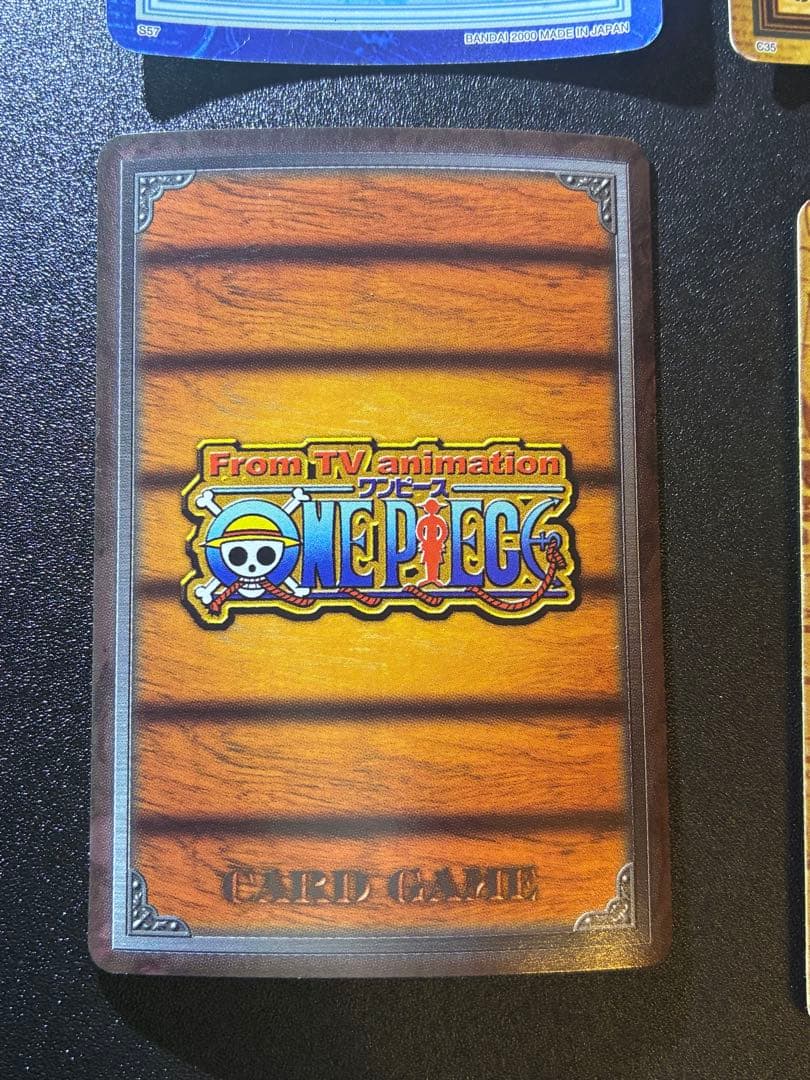 S57
BANDAI 2000 MADE IN JAPAN
C35
From TV animation
ワンピース
ONE PIECE
CARD GAME